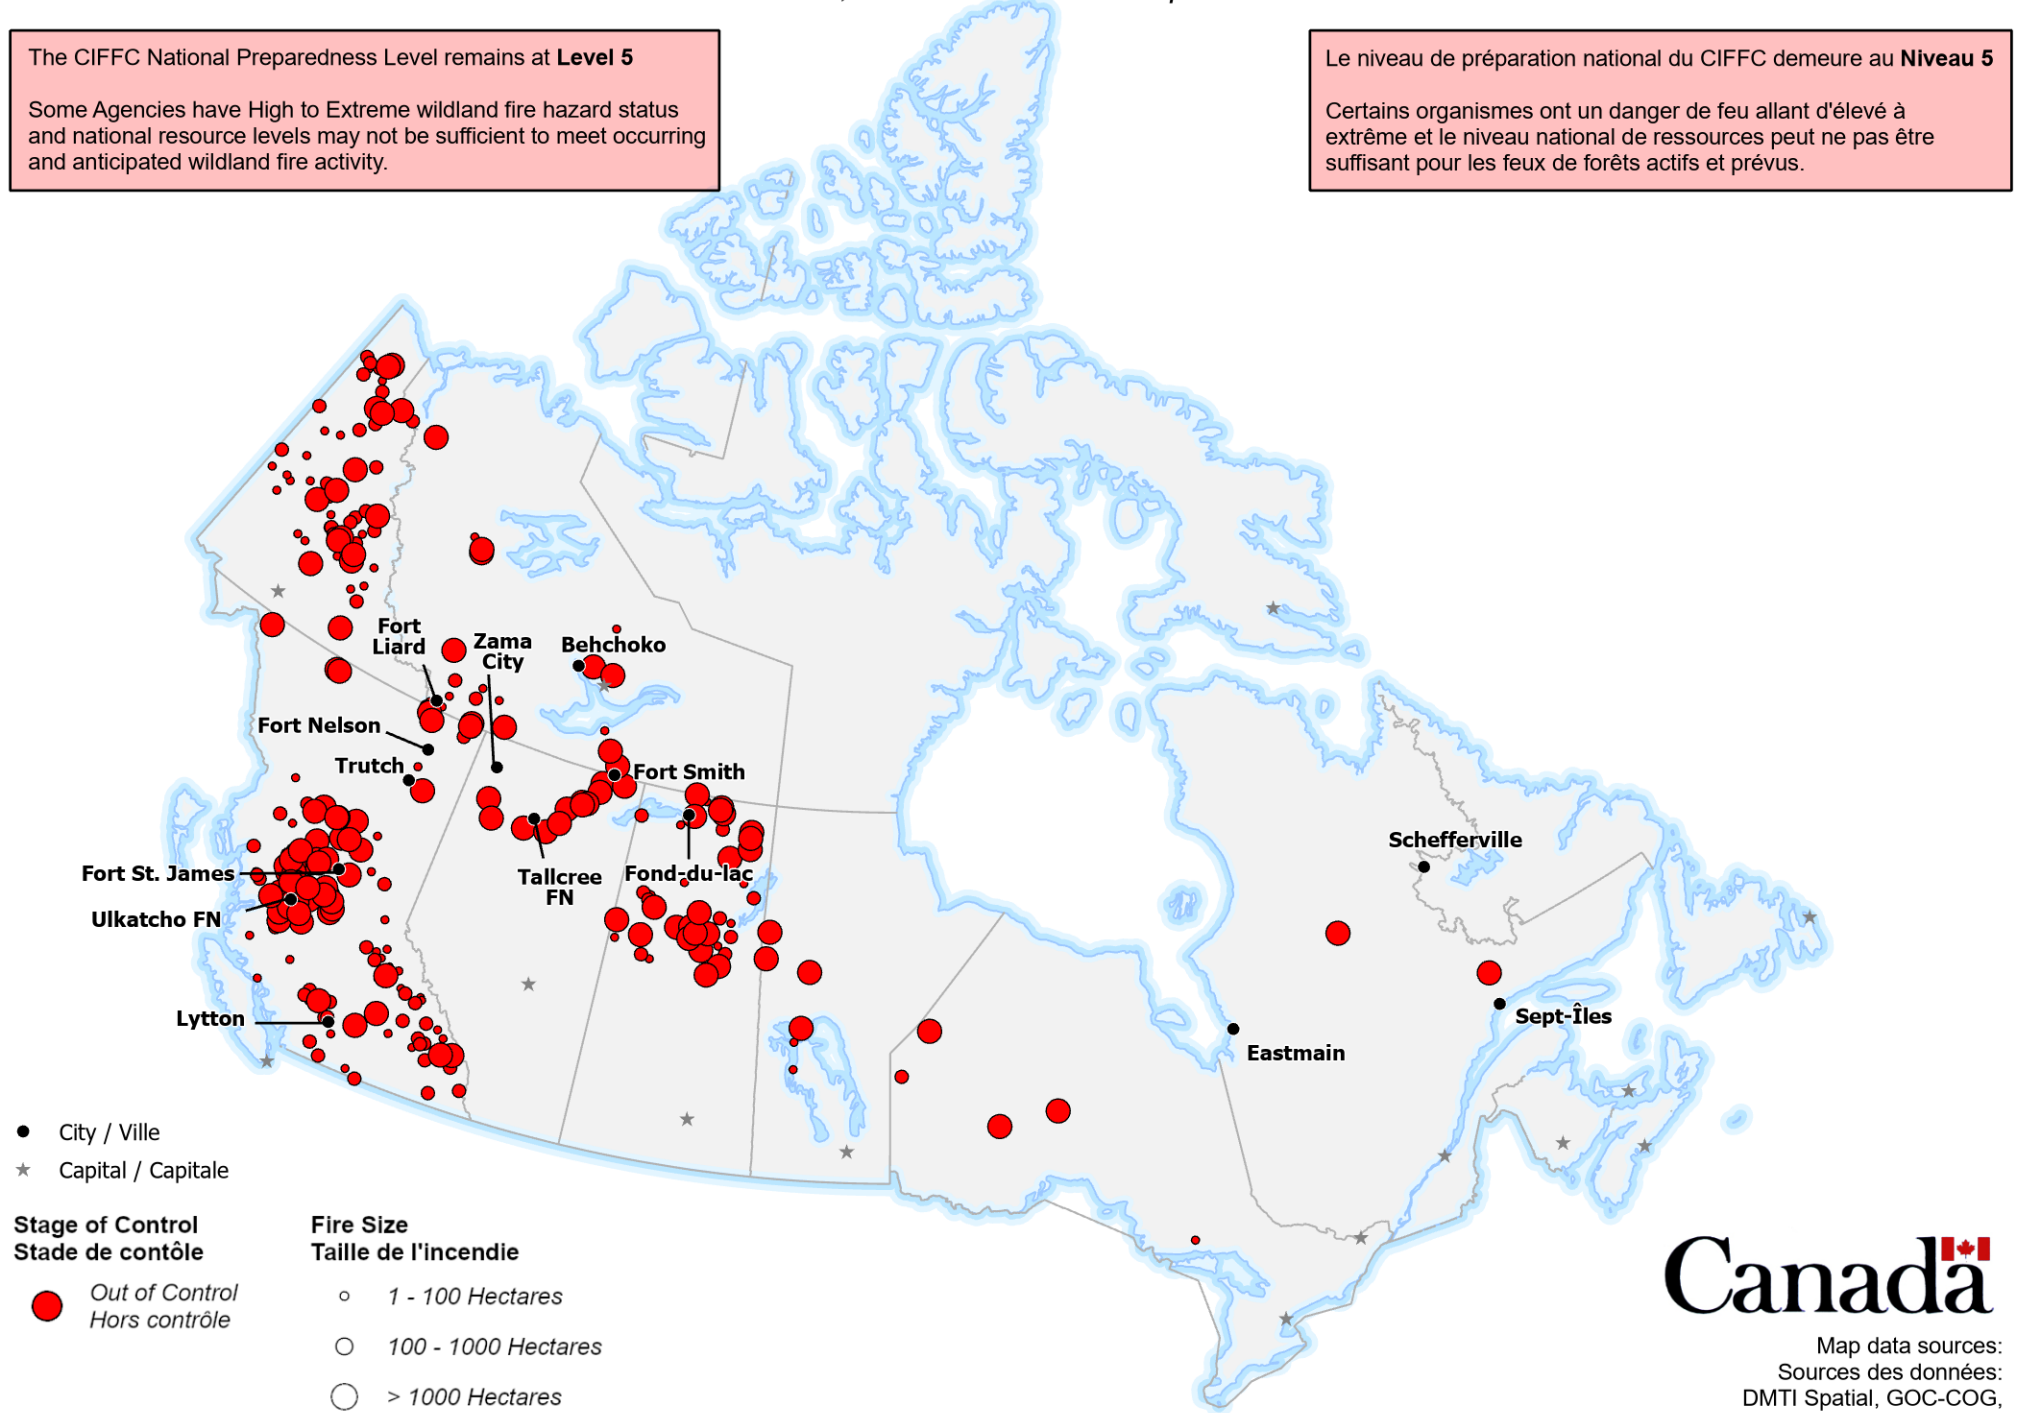 The CIFFC National Preparedness Level remains at Level 5
Some Agencies have High to Extreme wildland fire hazard status
and national resource levels may not be sufficient to meet occurring
and anticipated wildland fire activity.
Le niveau de préparation national du CIFFC demeure au Niveau 5
Certains organismes ont un danger de feu allant d'élevé à
extrême et le niveau national de ressources peut ne pas être
suffisant pour les feux de forêts actifs et prévus.
Fort
Liard
Zama
City
Behchoko
Fort Nelson
Trutch
Fort Smith
Fort St. James
Ulkatcho FN
Tallcree
FN
Fond-du-lac
Schefferville
Lytton
Sept-Îles
Eastmain
City / Ville
Capital / Capitale
Stage of Control
Stade de contôle
Out of Control
Hors contrôle
Fire Size
Taille de l'incendie
1 - 100 Hectares
100 - 1000 Hectares
> 1000 Hectares
Canada
Map data sources:
Sources des données:
DMTI Spatial, GOC-COG,